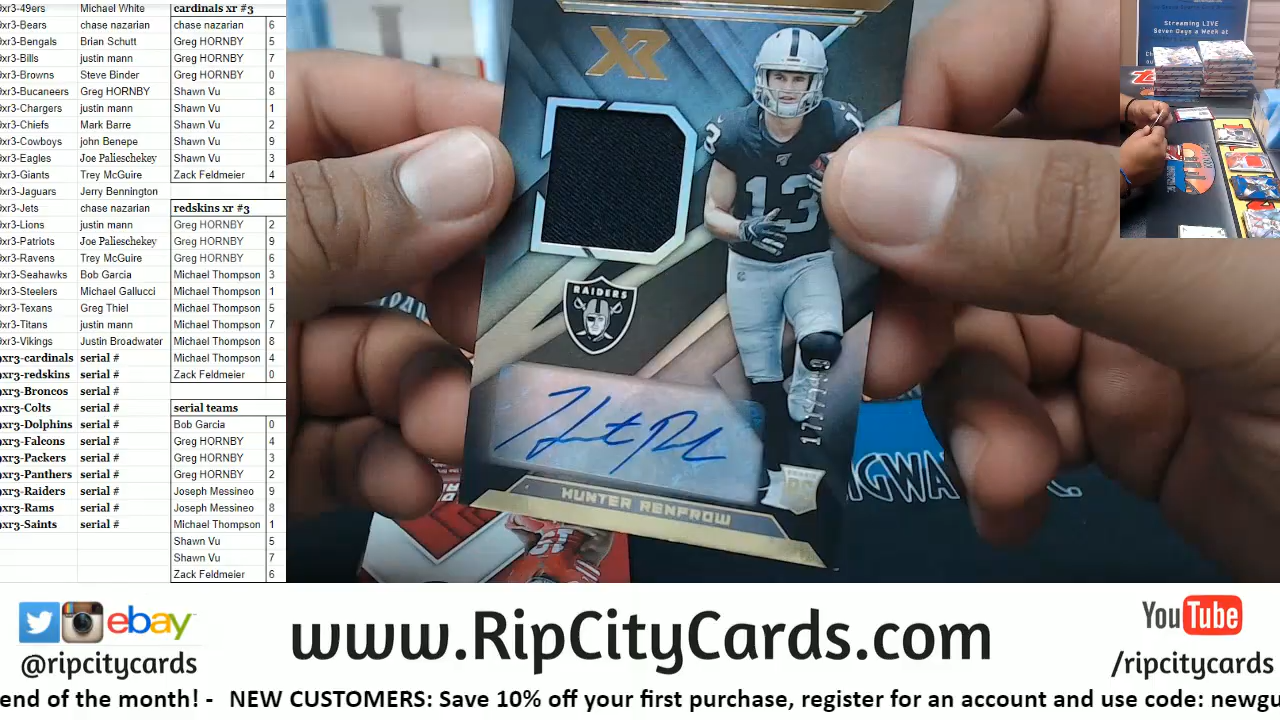 xr3-49ers Michael White cardinals xr #3
xr3-Bears chase nazarian chase nazarian 6
xr3-Bengals Brian Schutt Greg HORNBY 5
xr3-Bills justin mann Greg HORNBY 7
xr3-Browns Steve Binder Greg HORNBY 0
xr3-Bucaneers Greg HORNBY Shawn Vu 8
xr3-Chargers justin mann Shawn Vu 1
xr3-Chiefs Mark Barre Shawn Vu 2
xr3-Cowboys john Benepe Shawn Vu 9
xr3-Eagles Joe Palieschekey Shawn Vu 3
xr3-Giants Trey McGuire Zack Feldmeier 4
xr3-Jaguars Jerry Bennington
xr3-Jets chase nazarian redskins xr #3
xr3-Lions justin mann Greg HORNBY 2
xr3-Patriots Joe Palieschekey Greg HORNBY 9
xr3-Ravens Trey McGuire Greg HORNBY 6
xr3-Seahawks Bob Garcia Michael Thompson 3
xr3-Steelers Michael Gallucci Michael Thompson 1
xr3-Texans Greg Thiel Michael Thompson 5
xr3-Titans justin mann Michael Thompson 7
xr3-Vikings Justin Broadwater Michael Thompson 8
xr3-cardinals serial # Michael Thompson 4
xr3-redskins serial # Zack Feldmeier 0
xr3-Broncos serial #
xr3-Colts serial # serial teams
xr3-Dolphins serial # Bob Garcia 0
xr3-Falcons serial # Greg HORNBY 4
xr3-Packers serial # Greg HORNBY 3
xr3-Panthers serial # Greg HORNBY 2
xr3-Raiders serial # Joseph Messineo 9
xr3-Rams serial # Joseph Messineo 8
xr3-Saints serial # Michael Thompson 1
Shawn Vu 5
Shawn Vu 7
Zack Feldmeier 6
XR
13
RAIDERS
HUNTER RENFROW
Streaming LIVE
Seven Days a Week at
ebay
@ripcitycards
www.RipCityCards.com
YouTube
/ripcitycards
end of the month! - NEW CUSTOMERS: Save 10% off your first purchase, register for an account and use code: newgu